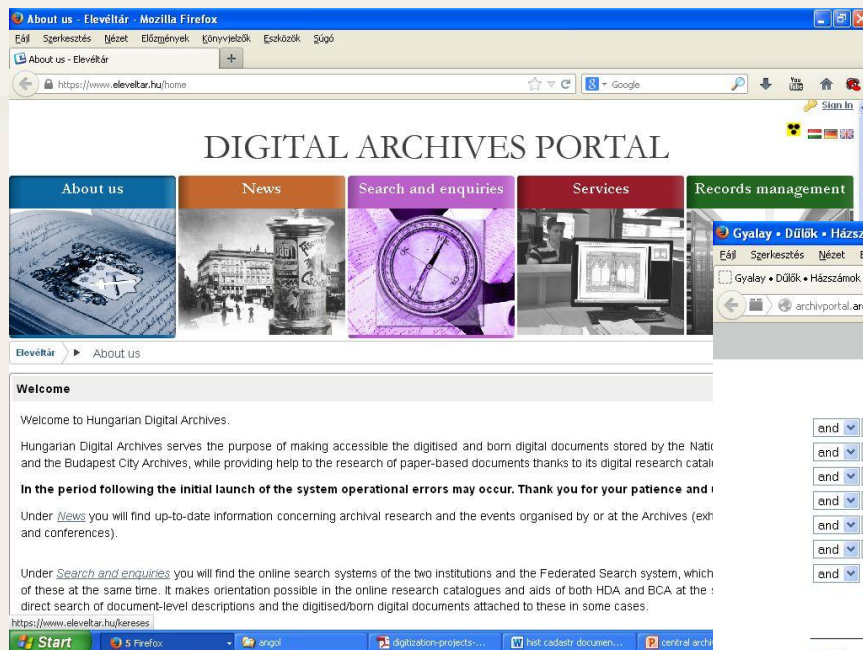 About us - Elevéltár - Mozilla Firefox
Fájl Szerkesztés Nézet Előzmények Könyvjelzők Eszközök Súgó
About us - Elevéltár
https://www.eleveltar.hu/home
Google
You Tube
Sign In
DIGITAL ARCHIVES PORTAL
About us News Search and enquiries Services Records management
Elevéltár About us
Welcome
Welcome to Hungarian Digital Archives.
Hungarian Digital Archives serves the purpose of making accessible the digitised and born digital documents stored by the
and the Budapest City Archives, while providing help to the research of paper-based documents thanks to its digital research
In the period following the initial launch of the system operational errors may occur. Thank you for your patience and
Under News you will find up-to-date information concerning archival research and the events organised by or at the Archives
and conferences).
Under Search and enquiries you will find the online search systems of the two institutions and the Federated Search system, which
of these at the same time. It makes orientation possible in the online research catalogues and aids of both HDA and BCA at the
direct search of document-level descriptions and the digitised/born digital documents attached to these in some cases.
https://www.eleveltar.hu/kereses
Start 5 Firefox angol digitization-projects-... hist cadastr documen... central
Gyalay • Dűlők •
Fájl Szerkesztés Nézet
Gyalay • Dűlők • Házszámok
and
and
and
and
and
and
and